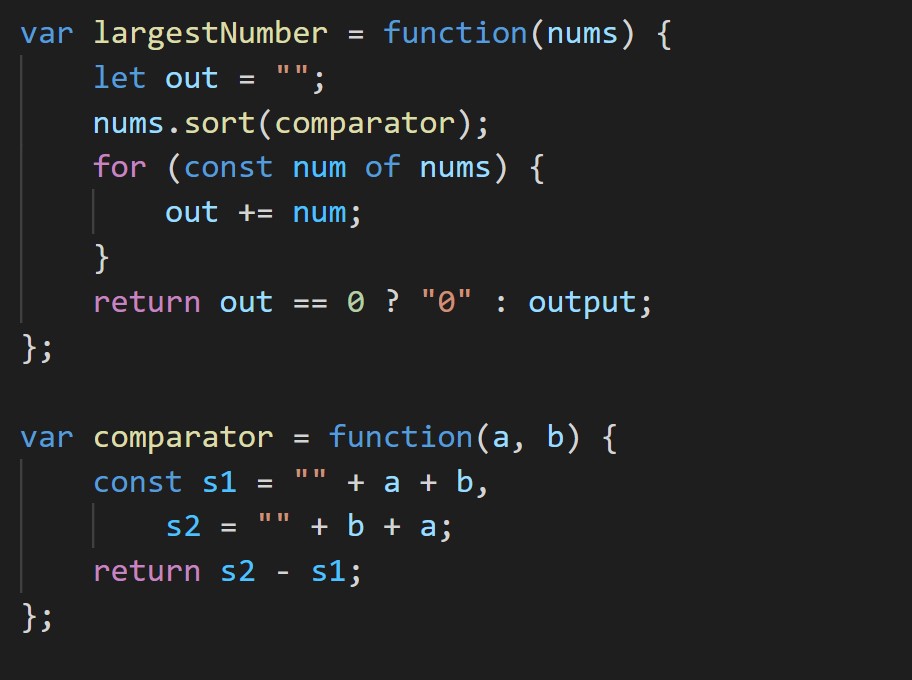 var largestNumber = function(nums) {
    let out = "";
    nums.sort(comparator);
    for (const num of nums) {
        out += num;
    }
    return out == 0 ? "0" : output;
};

var comparator = function(a, b) {
    const s1 = "" + a + b,
        s2 = "" + b + a;
    return s2 - s1;
};